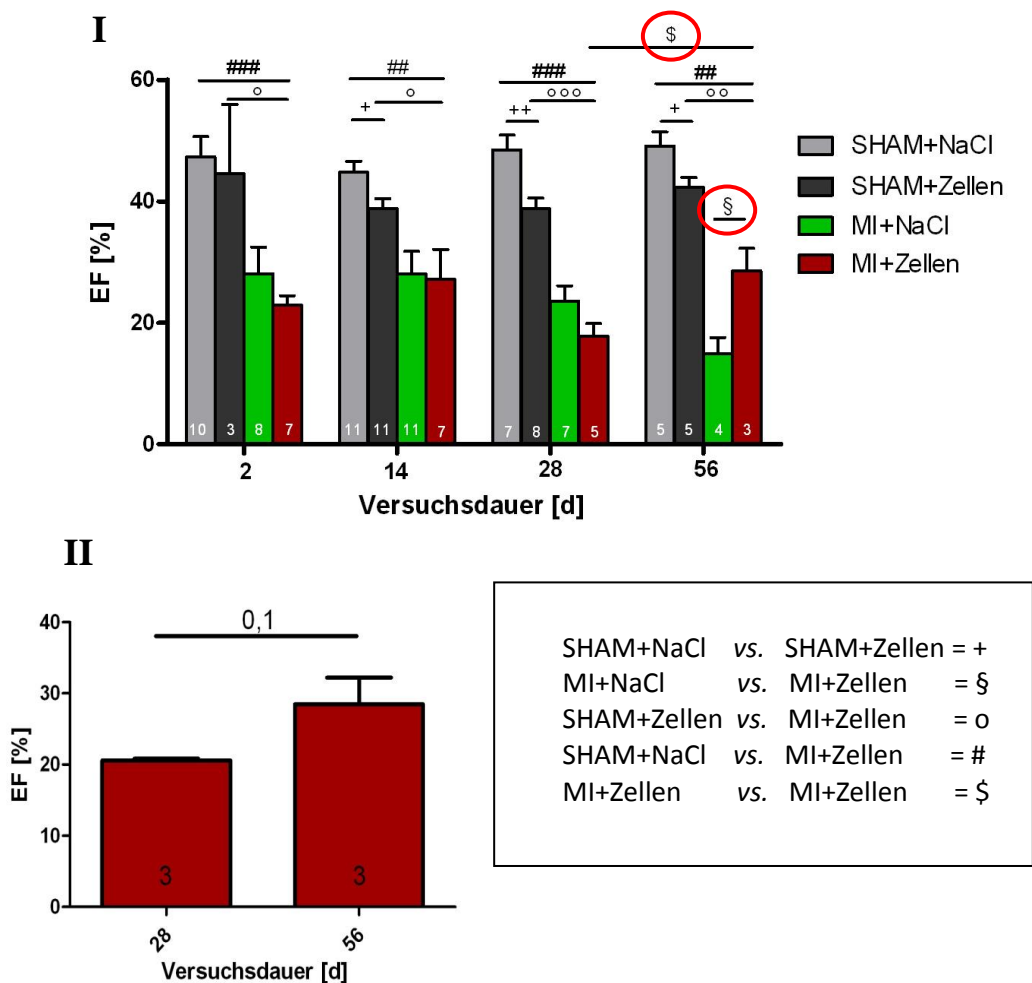 I
$
### ## ### ##
o o ooo oo
+ ++ +
§
60
40
20
0
EF [%]
10 3 8 7 11 11 11 7 7 8 7 5 5 5 4 3
2 14 28 56
Versuchsdauer [d]
SHAM+NaCl
SHAM+Zellen
MI+NaCl
MI+Zellen
II
0,1
40
30
20
10
0
EF [%]
3 3
28 56
Versuchsdauer [d]
SHAM+NaCl vs. SHAM+Zellen = +
MI+NaCl vs. MI+Zellen = §
SHAM+Zellen vs. MI+Zellen = o
SHAM+NaCl vs. MI+Zellen = #
MI+Zellen vs. MI+Zellen = $